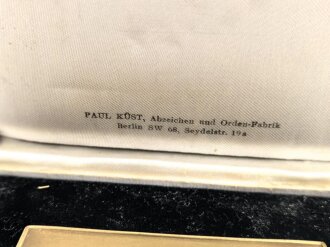 PAUL KÜST, Abzeichen und Orden-Fabrik
Berlin SW 68, Seydelstr. 19a